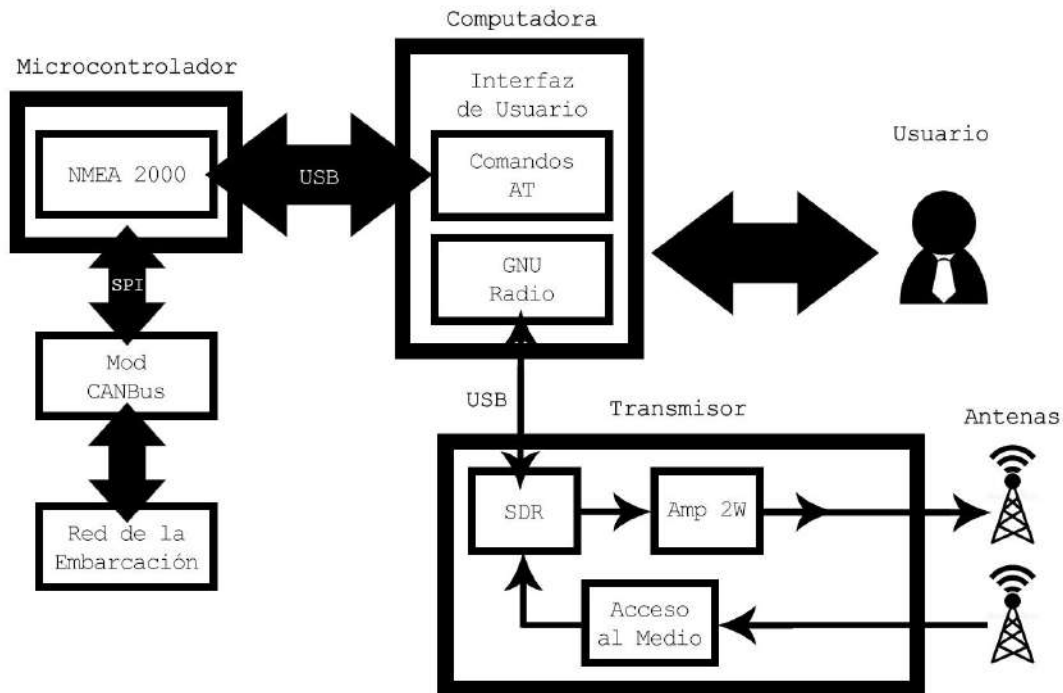 Computadora
Microcontrolador
Interfaz
de Usuario
Usuario
NMEA 2000
USB
Comandos
AT
SPI
GNU
Radio
Mod
CANBus
USB
Transmisor
Antenas
Red de la
Embarcación
SDR
Amp 2W
Acceso
al Medio